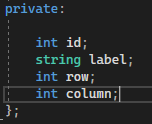 private:
int id;
string label;
int row;
int column;
};